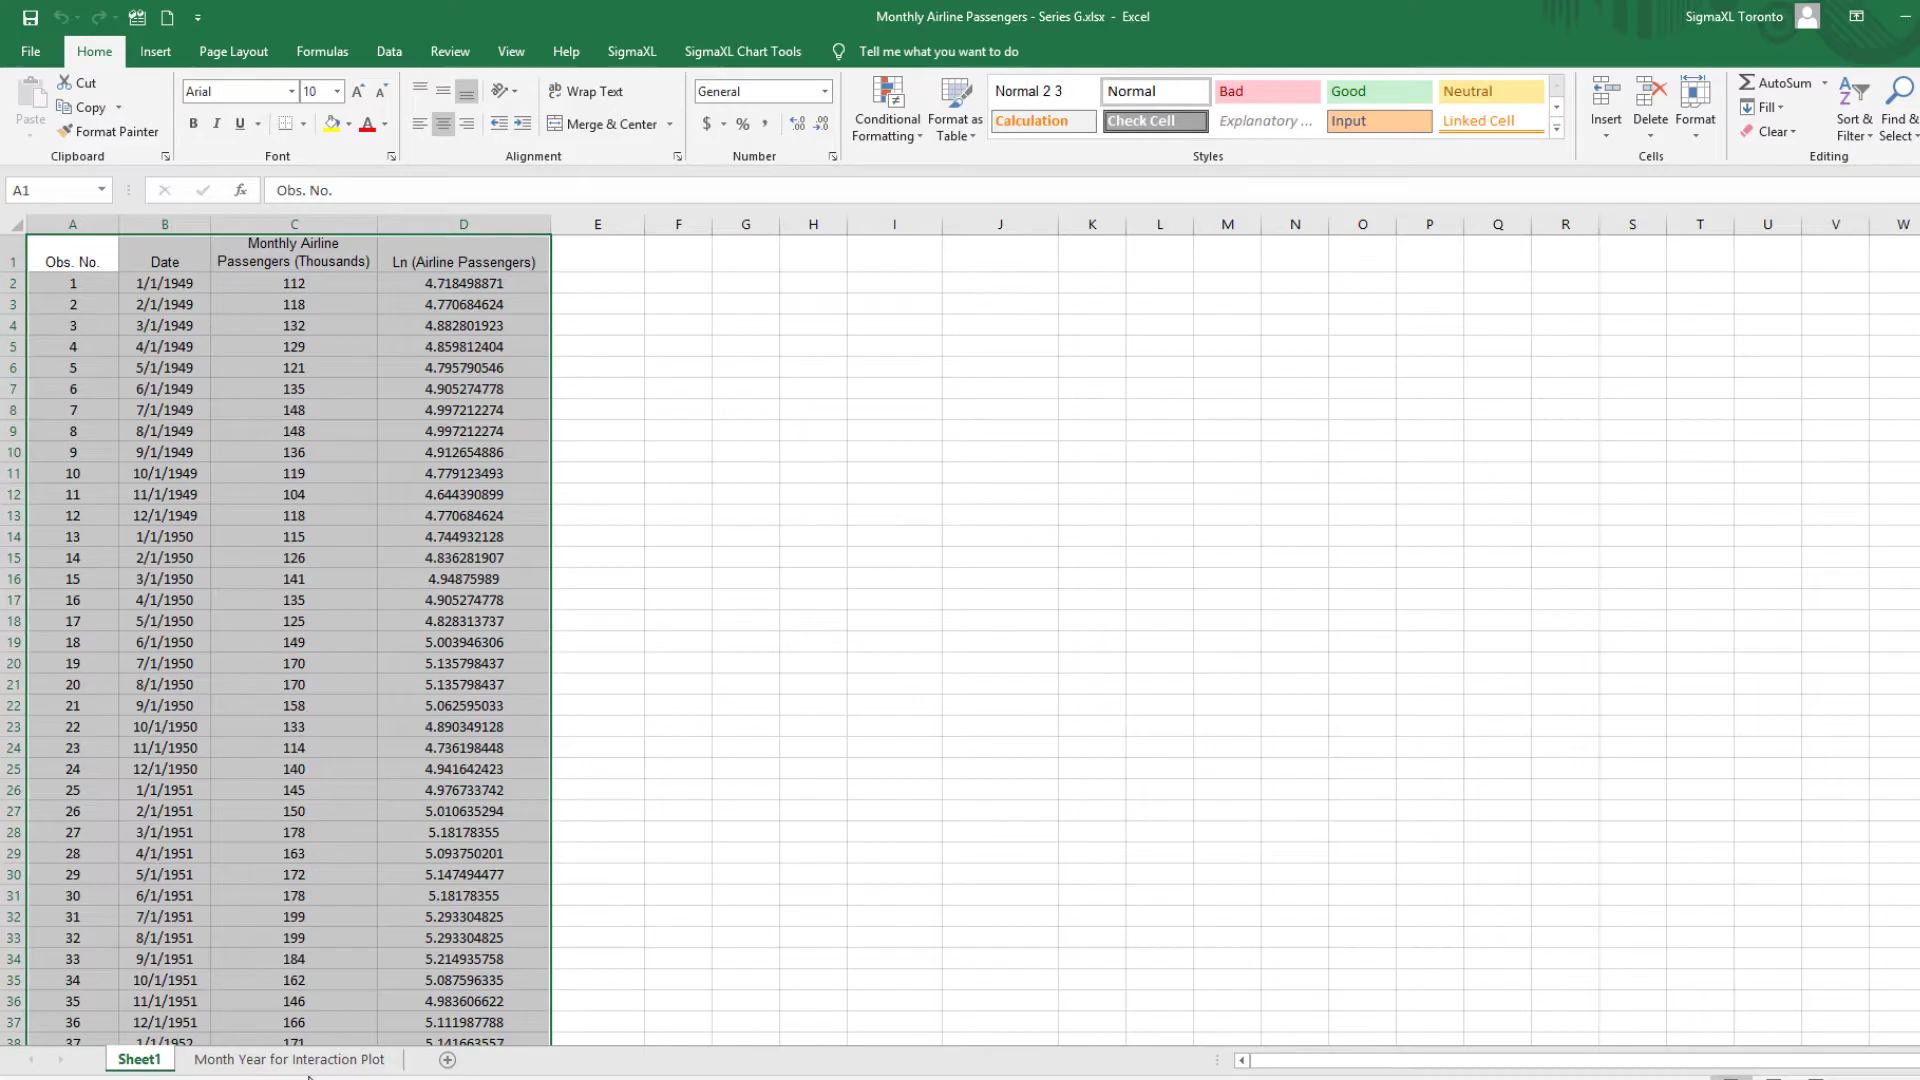 Monthly Airline Passengers - Series G.xlsx - Excel
SigmaXL Toronto
File Home Insert Page Layout Formulas Data Review View Help SigmaXL SigmaXL Chart Tools Tell me what you want to do
Paste
Cut
Copy
Format Painter
Clipboard
Arial 10
B I U
Font
Wrap Text
Merge & Center
Alignment
General
$ % ,
Number
Conditional Formatting
Format as Table
Normal 2 3 Normal Bad Good Neutral
Calculation Check Cell Explanatory ... Input Linked Cell
Styles
Insert Delete Format
Cells
AutoSum
Fill
Clear
Sort & Filter
Find & Select
Editing
A1 fx Obs. No.
A B C D E F G H I J K L M N O P Q R S T U V W
1 Obs. No. Date Monthly Airline Passengers (Thousands) Ln (Airline Passengers)
2 1 1/1/1949 112 4.718498871
3 2 2/1/1949 118 4.770684624
4 3 3/1/1949 132 4.882801923
5 4 4/1/1949 129 4.859812404
6 5 5/1/1949 121 4.795790546
7 6 6/1/1949 135 4.905274778
8 7 7/1/1949 148 4.997212274
9 8 8/1/1949 148 4.997212274
10 9 9/1/1949 136 4.912654886
11 10 10/1/1949 119 4.779123493
12 11 11/1/1949 104 4.644390899
13 12 12/1/1949 118 4.770684624
14 13 1/1/1950 115 4.744932128
15 14 2/1/1950 126 4.836281907
16 15 3/1/1950 141 4.94875989
17 16 4/1/1950 135 4.905274778
18 17 5/1/1950 125 4.828313737
19 18 6/1/1950 149 5.003946306
20 19 7/1/1950 170 5.135798437
21 20 8/1/1950 170 5.135798437
22 21 9/1/1950 158 5.062595033
23 22 10/1/1950 133 4.890349128
24 23 11/1/1950 114 4.736198448
25 24 12/1/1950 140 4.941642423
26 25 1/1/1951 145 4.976733742
27 26 2/1/1951 150 5.010635294
28 27 3/1/1951 178 5.18178355
29 28 4/1/1951 163 5.093750201
30 29 5/1/1951 172 5.147494477
31 30 6/1/1951 178 5.18178355
32 31 7/1/1951 199 5.293304825
33 32 8/1/1951 199 5.293304825
34 33 9/1/1951 184 5.214935758
35 34 10/1/1951 162 5.087596335
36 35 11/1/1951 146 4.983606622
37 36 12/1/1951 166 5.111987788
38 37 1/1/1952 171 5.141663557
Sheet1 Month Year for Interaction Plot